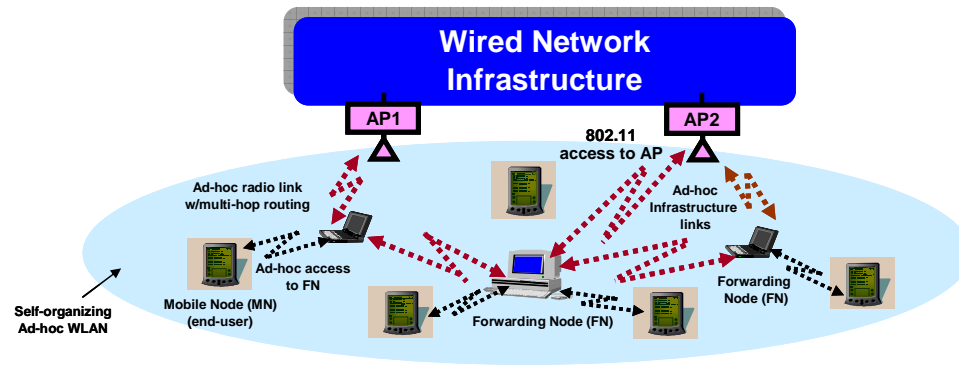 Wired Network
Infrastructure
AP1
AP2
802.11
access to AP
Ad-hoc radio link
w/multi-hop routing
Ad-hoc
Infrastructure
links
Ad-hoc access
to FN
Mobile Node (MN)
(end-user)
Forwarding Node (FN)
Forwarding
Node (FN)
Self-organizing
Ad-hoc WLAN